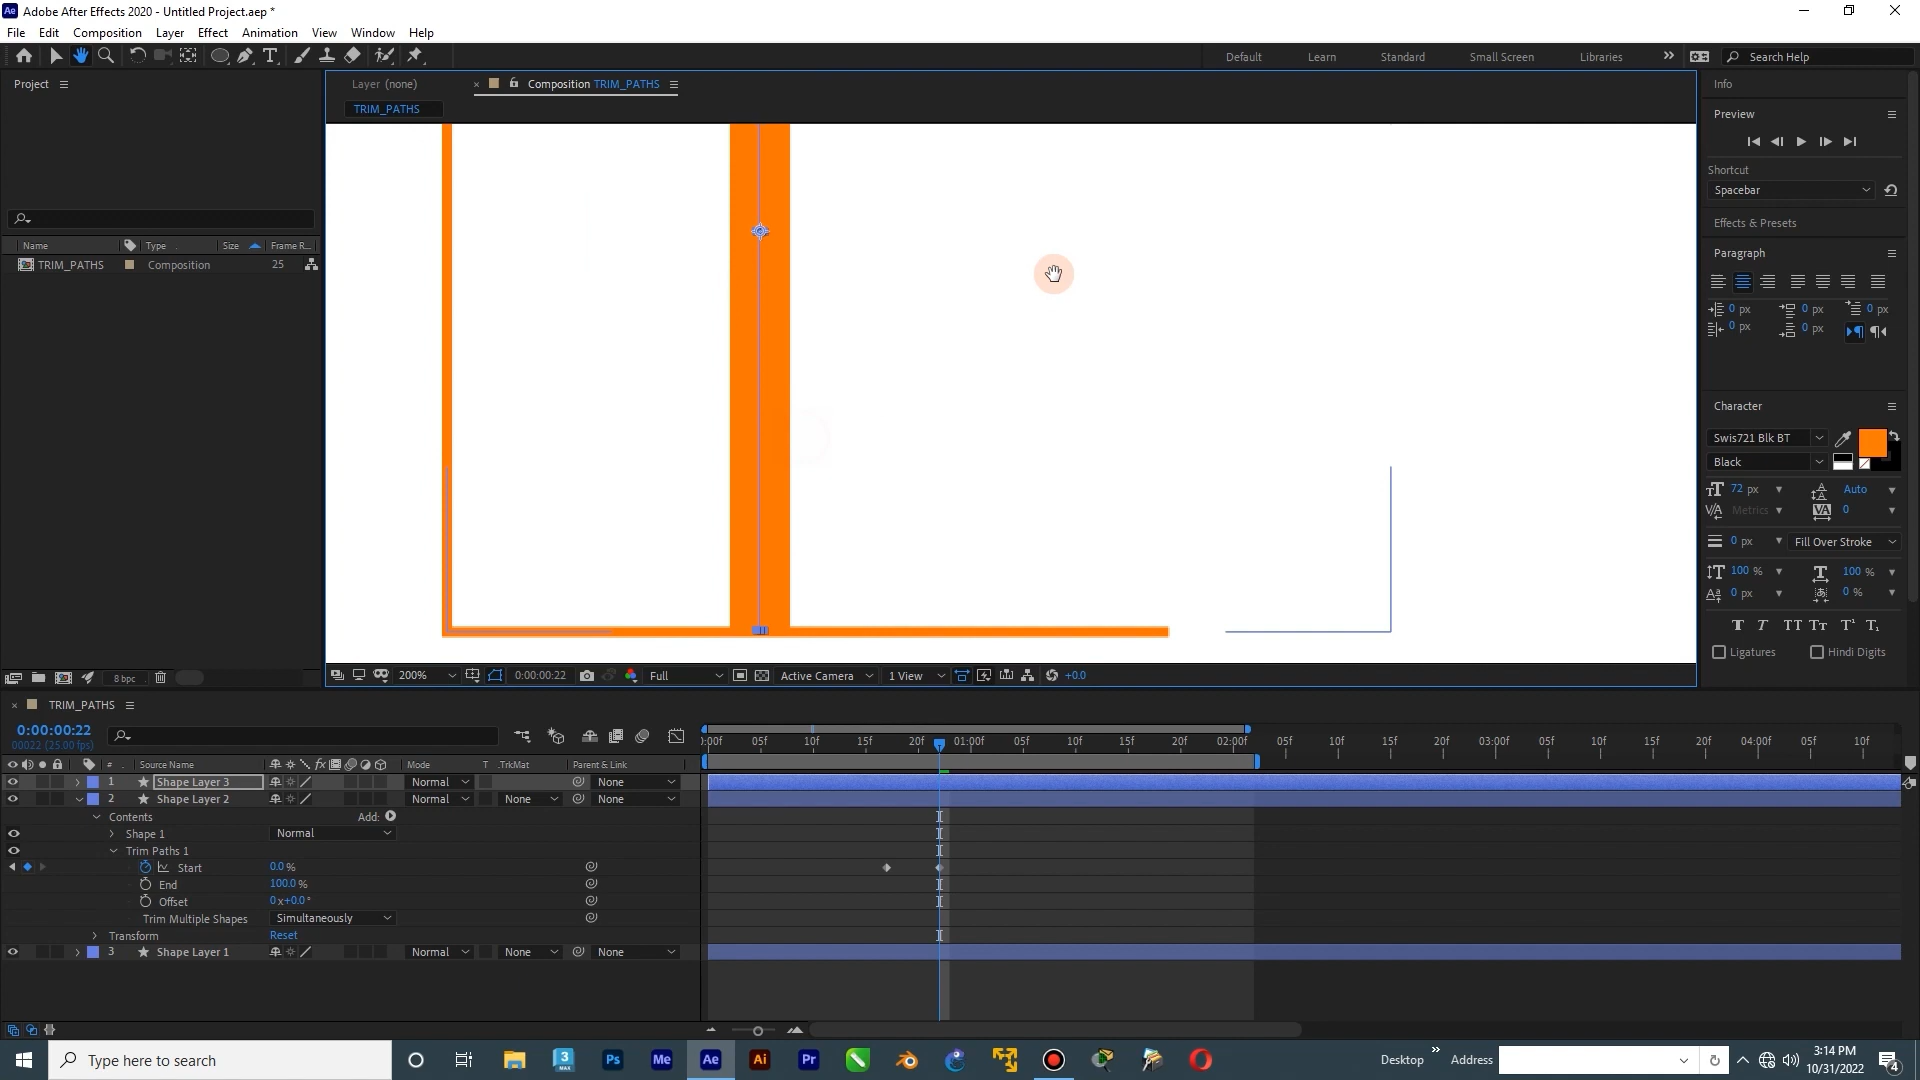 Adobe After Effects 2020 - Untitled Project.aep *
File Edit Composition Layer Effect Animation View Window Help
Default Learn Standard Small Screen Libraries Search Help
Project
Layer (none)
Composition TRIM_PATHS
TRIM_PATHS
Name Type Size Frame R...
TRIM_PATHS Composition 25
8 bpc
200% 0:00:00:22 Full Active Camera 1 View +0.0
Info
Preview
Shortcut
Spacebar
Effects & Presets
Paragraph
0 px 0 px 0 px
0 px 0 px
Character
Swis721 Blk BT
Black
72 px Auto
Metrics 0
0 px Fill Over Stroke
100 % 100 %
0 px 0 %
Ligatures Hindi Digits
TRIM_PATHS
0:00:00:22
00022 (25.00 fps)
:00f 05f 10f 15f 20f 01:00f 05f 10f 15f 20f 02:00f 05f 10f 15f 20f 03:00f 05f 10f 15f 20f 04:00f 05f 10f
# Source Name Mode T .TrkMat Parent & Link
1 Shape Layer 3 Normal None
2 Shape Layer 2 Normal None None
Contents Add:
Shape 1 Normal
Trim Paths 1
Start 0.0 %
End 100.0 %
Offset 0x+0.0°
Trim Multiple Shapes Simultaneously
Transform Reset
3 Shape Layer 1 Normal None None
Type here to search
Desktop Address
3:14 PM
10/31/2022
4